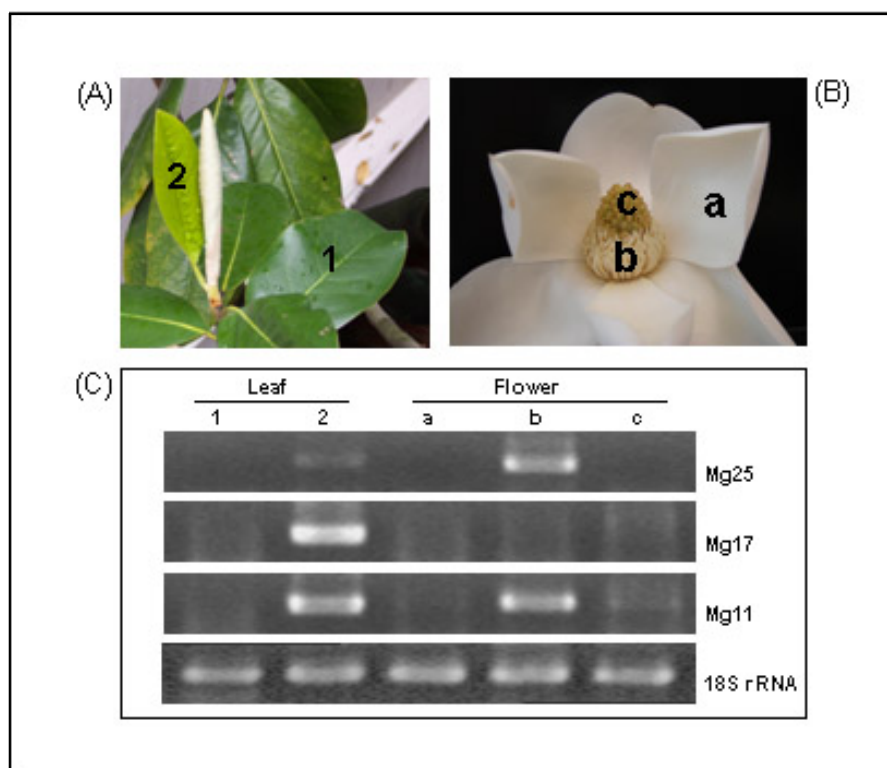 (A)
2
1
(B)
c
a
b
(C)
Leaf Flower
1 2 a b c
Mg25
Mg17
Mg11
18S rRNA